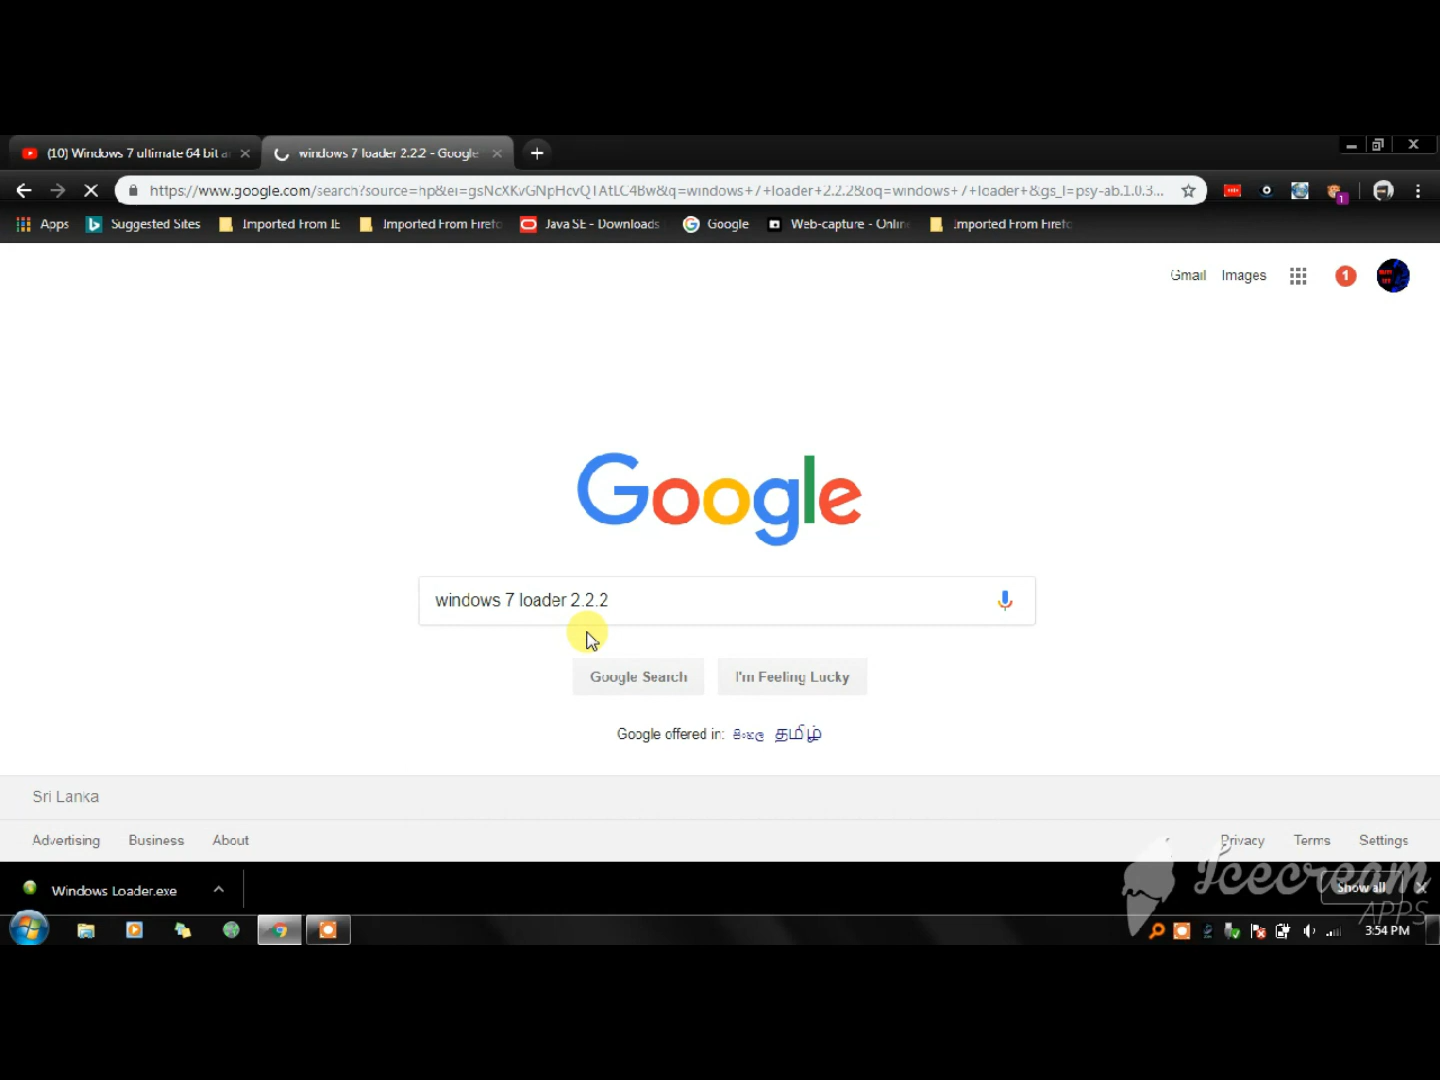 (10) Windows 7 ultimate 64 bit a
windows 7 loader 2.2.2 - Google
https://www.google.com/search?source=hp&ei=gsNcXKvGNpHcvQTAtLC4Bw&q=windows+7+loader+2.2.2&oq=windows+7+loader+&gs_l=psy-ab.1.0.3...
Apps
Suggested Sites
Imported From IE
Imported From Firefo
Java SE - Downloads
Google
Web-capture - Onlin
Imported From Firefo
Gmail
Images
1
1
Google
windows 7 loader 2.2.2
Google Search
I'm Feeling Lucky
Google offered in: සිංහල தமிழ்
Sri Lanka
Advertising
Business
About
Privacy
Terms
Settings
Windows Loader.exe
Show all
Icecream
APPS
3:54 PM